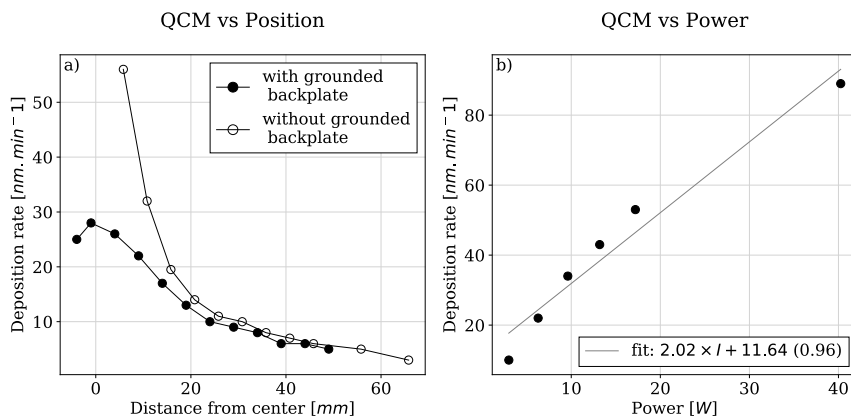 QCM vs Position
a)
with grounded
backplate
without grounded
backplate
50
40
30
20
10
0
20
40
60
Deposition rate [nm.min−1]
Distance from center [mm]
QCM vs Power
b)
80
60
40
20
10
20
30
40
fit: 2.02 × I + 11.64 (0.96)
Deposition rate [nm.min−1]
Power [W]